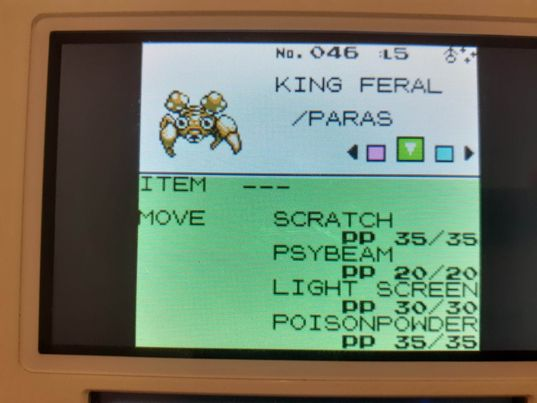 No. 046 :L5 ♂
KING FERAL
/PARAS
ITEM ---
MOVE SCRATCH
PP 35/35
PSYBEAM
PP 20/20
LIGHT SCREEN
PP 30/30
POISONPOWDER
PP 35/35